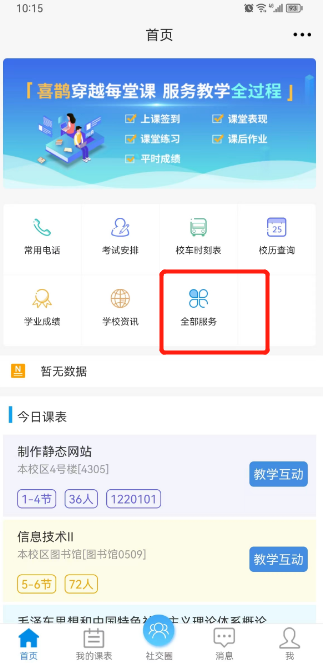 10:15
首页
「喜鹊穿越每堂课 服务教学全过程」
上课签到 课堂表现
课堂练习 课后作业
平时成绩
常用电话 考试安排 校车时刻表 校历查询
25
学业成绩 学校资讯 全部服务
N 暂无数据
今日课表
制作静态网站
本校区4号楼[4305]
教学互动
1-4节 36人 1220101
信息技术II
本校区图书馆[图书馆0509]
教学互动
5-6节 72人
毛泽东思想和中国特色社会主义理论体系概论
首页 我的课表 社交圈 消息 我